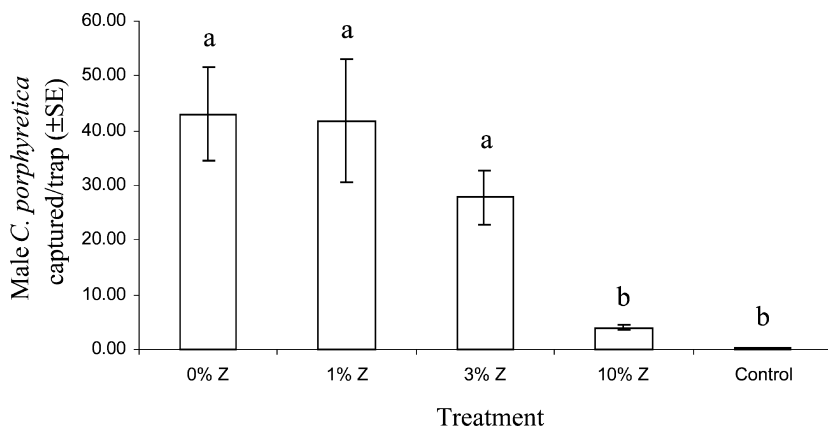 Male C. porphyretica
captured/trap (±SE)
60.00
50.00
40.00
30.00
20.00
10.00
0.00
a
a
a
b
b
0% Z
1% Z
3% Z
10% Z
Control
Treatment